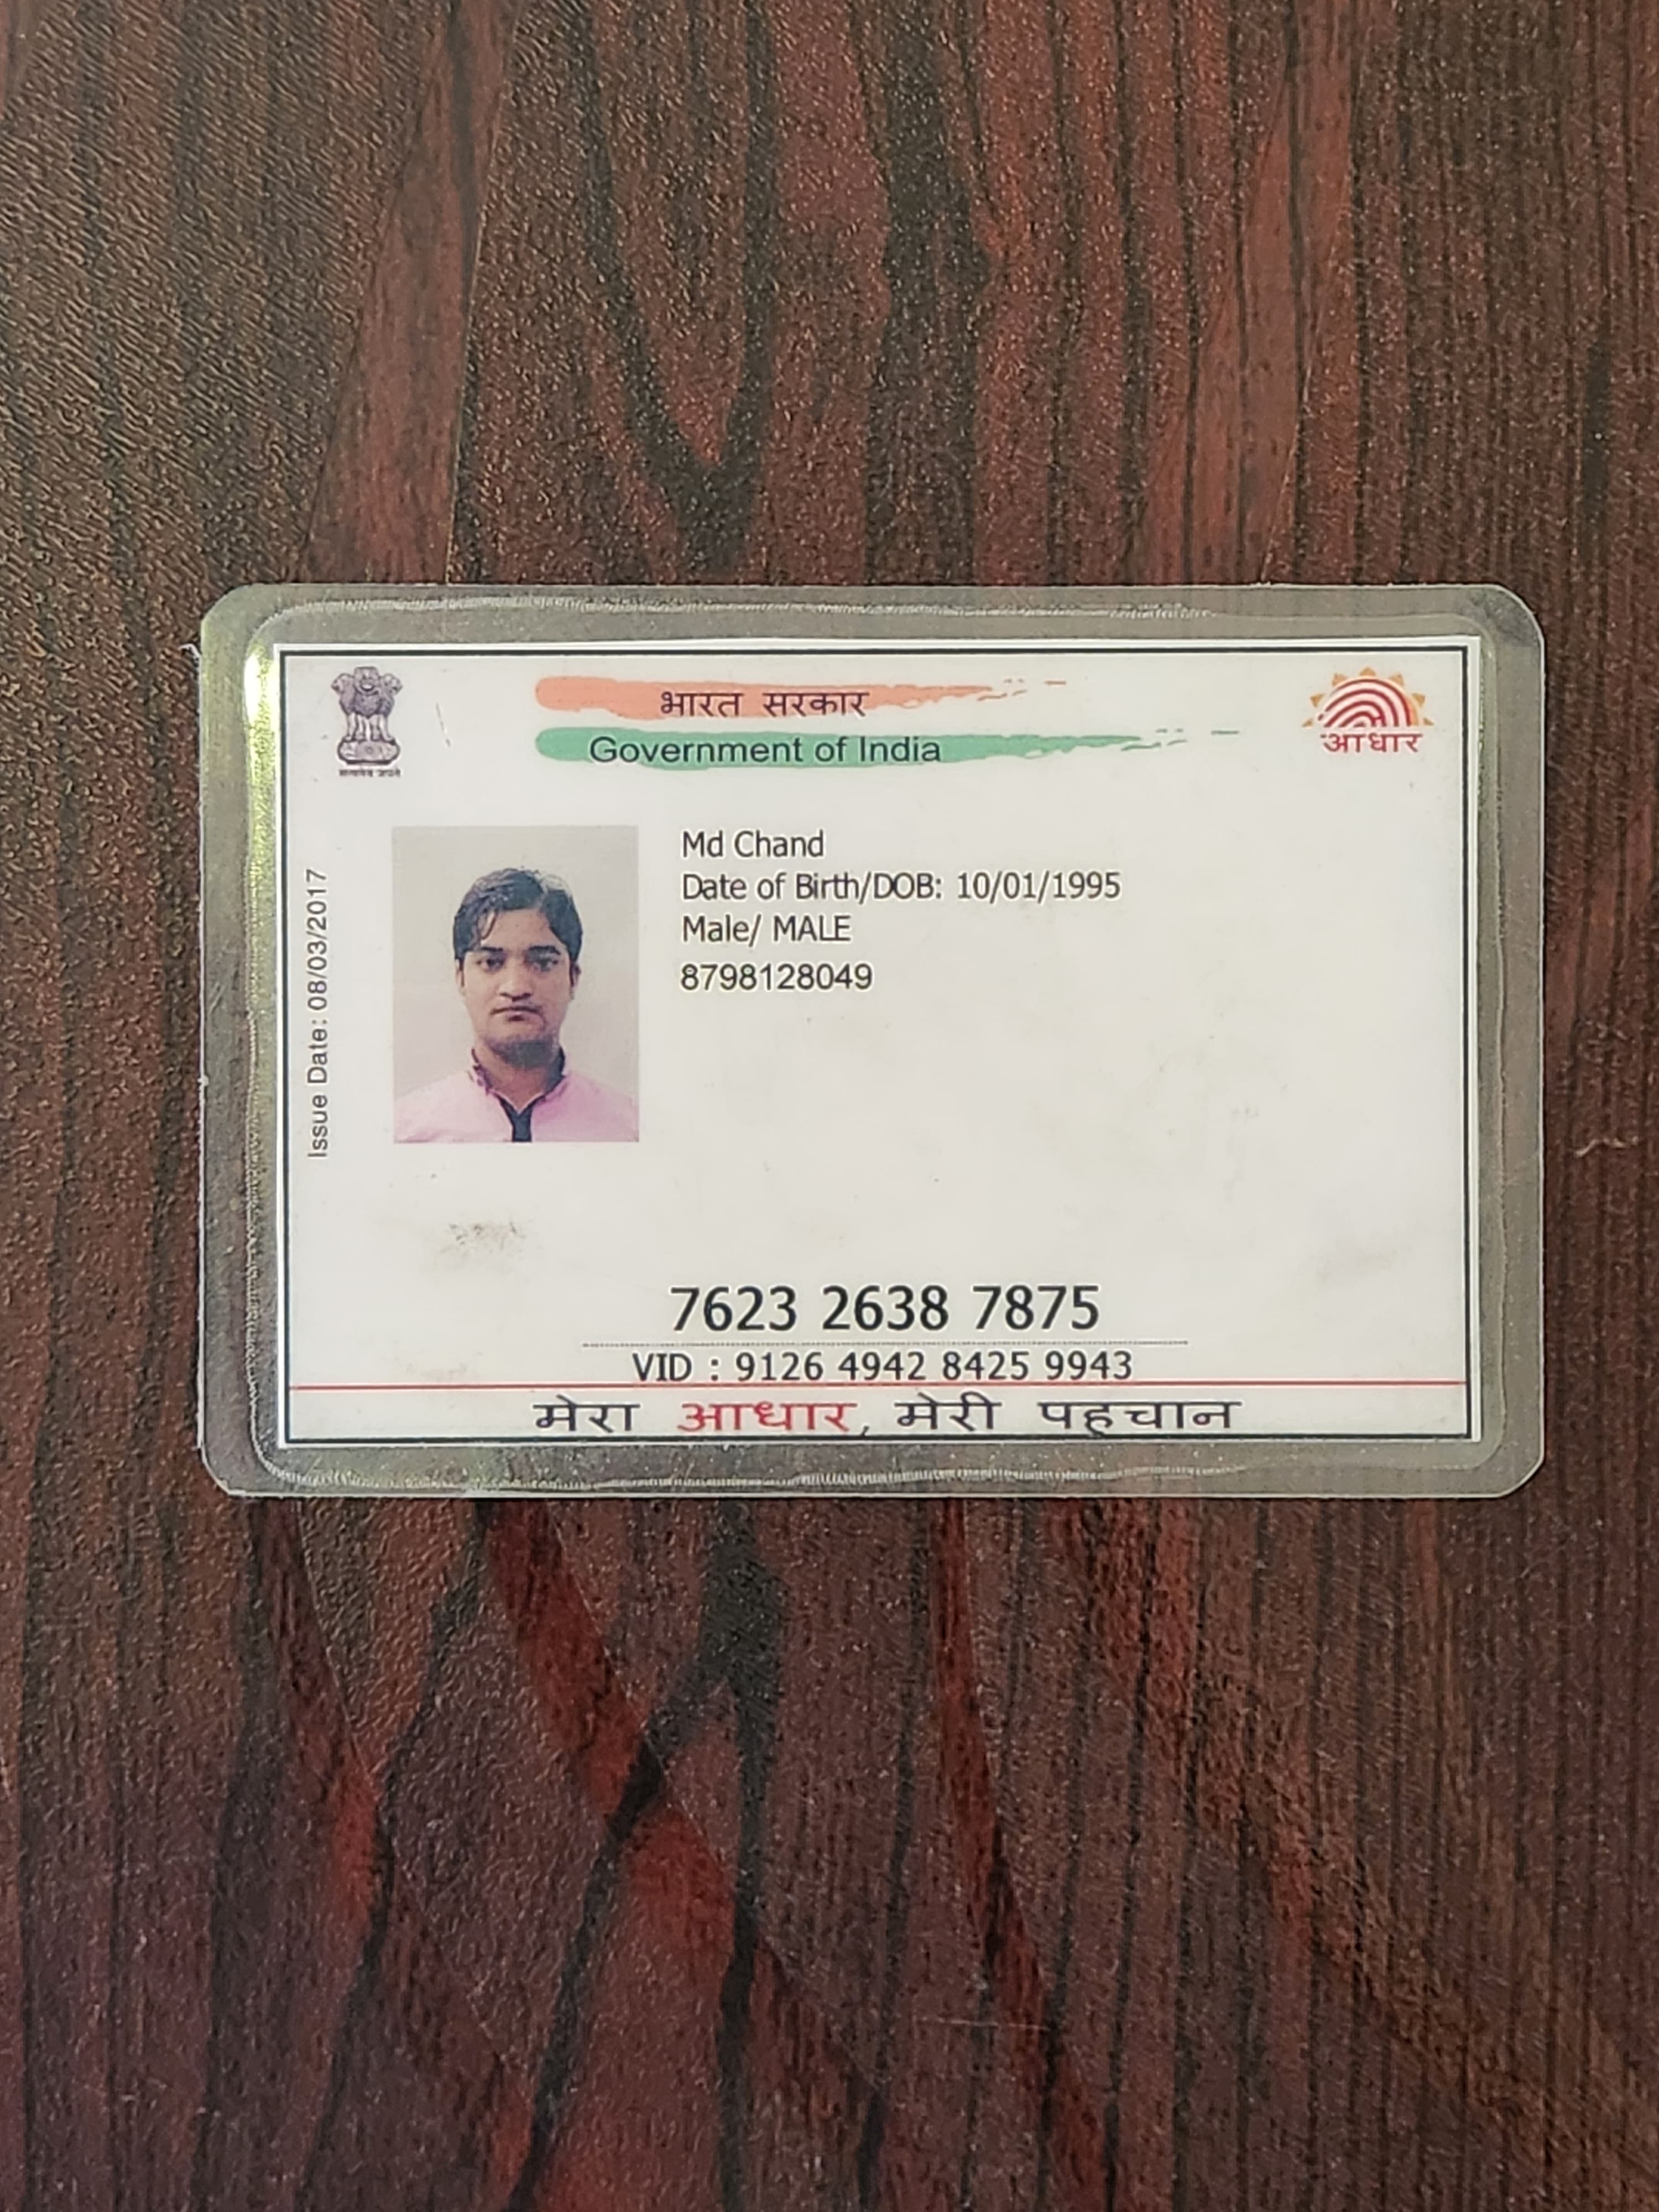 भारत सरकार
Government of India
आधार
सत्यमेव जयते
Issue Date: 08/03/2017
Md Chand
Date of Birth/DOB: 10/01/1995
Male/ MALE
8798128049
7623 2638 7875
VID : 9126 4942 8425 9943
मेरा आधार, मेरी पहचान